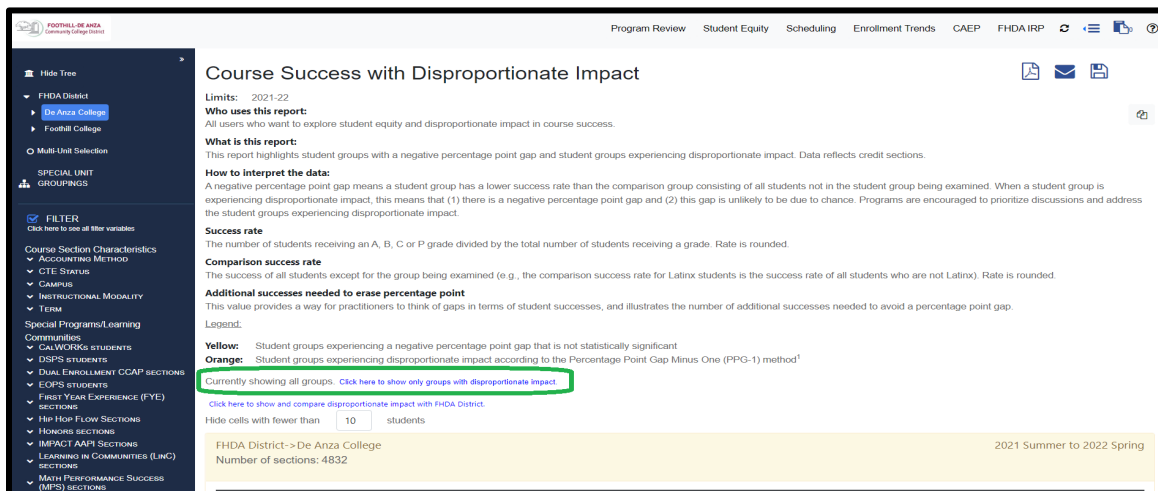 FOOTHILL-DE ANZA
Community College District
Program Review Student Equity Scheduling Enrollment Trends CAEP FHDA IRP
»
Hide Tree
FHDA District
De Anza College
Foothill College
Multi-Unit Selection
SPECIAL UNIT
GROUPINGS
FILTER
Click here to see all filter variables
Course Section Characteristics
ACCOUNTING METHOD
CTE STATUS
CAMPUS
INSTRUCTIONAL MODALITY
TERM
Special Programs/Learning
Communities
CALWORKS STUDENTS
DSPS STUDENTS
DUAL ENROLLMENT CCAP SECTIONS
EOPS STUDENTS
FIRST YEAR EXPERIENCE (FYE)
SECTIONS
HIP HOP FLOW SECTIONS
HONORS SECTIONS
IMPACT AAPI SECTIONS
LEARNING IN COMMUNITIES (LINC)
SECTIONS
MATH PERFORMANCE SUCCESS
(MPS) SECTIONS
Course Success with Disproportionate Impact
Limits: 2021-22
Who uses this report:
All users who want to explore student equity and disproportionate impact in course success.
What is this report:
This report highlights student groups with a negative percentage point gap and student groups experiencing disproportionate impact. Data reflects credit sections.
How to interpret the data:
A negative percentage point gap means a student group has a lower success rate than the comparison group consisting of all students not in the student group being examined. When a student group is
experiencing disproportionate impact, this means that (1) there is a negative percentage point gap and (2) this gap is unlikely to be due to chance. Programs are encouraged to prioritize discussions and address
the student groups experiencing disproportionate impact.
Success rate
The number of students receiving an A, B, C or P grade divided by the total number of students receiving a grade. Rate is rounded.
Comparison success rate
The success of all students except for the group being examined (e.g., the comparison success rate for Latinx students is the success rate of all students who are not Latinx). Rate is rounded.
Additional successes needed to erase percentage point
This value provides a way for practitioners to think of gaps in terms of student successes, and illustrates the number of additional successes needed to avoid a percentage point gap.
Legend:
Yellow: Student groups experiencing a negative percentage point gap that is not statistically significant
Orange: Student groups experiencing disproportionate impact according to the Percentage Point Gap Minus One (PPG-1) method¹
Currently showing all groups. Click here to show only groups with disproportionate impact.
Click here to show and compare disproportionate impact with FHDA District.
Hide cells with fewer than 10 students
FHDA District->De Anza College 2021 Summer to 2022 Spring
Number of sections: 4832